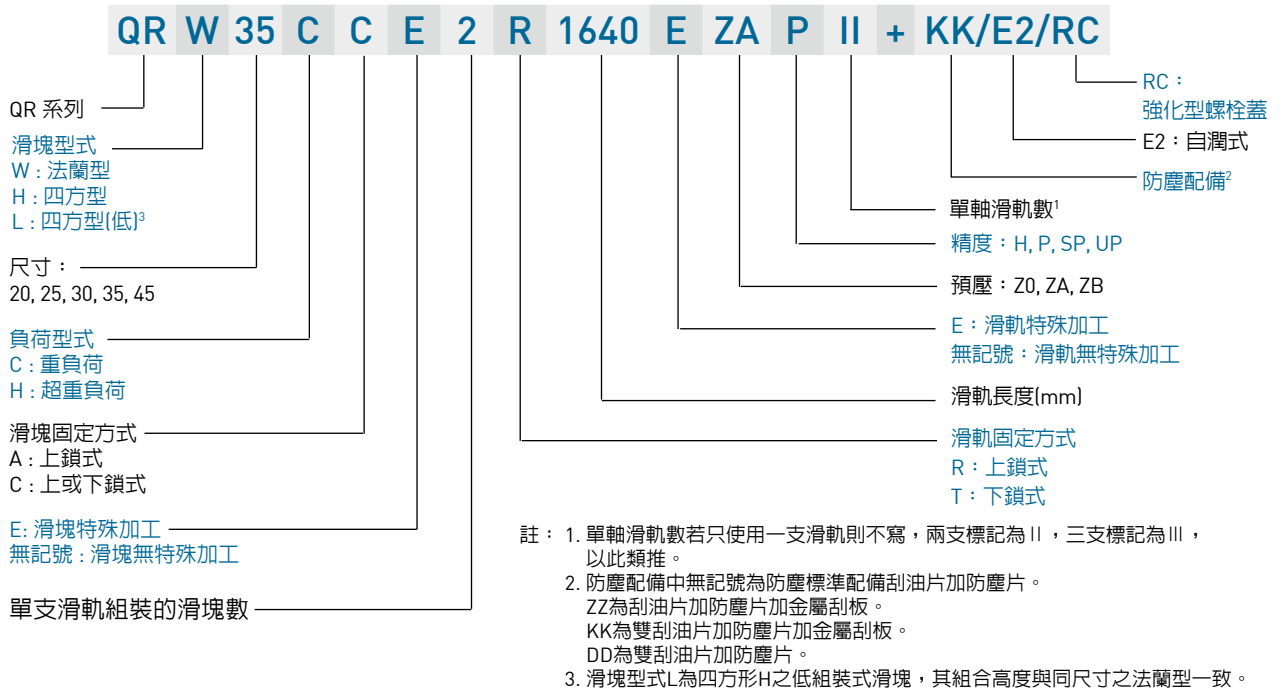 QR W 35 C C E 2 R 1640 E ZA P II + KK/E2/RC
QR 系列
滑塊型式
W : 法蘭型
H : 四方型
L : 四方型(低)3
尺寸：
20, 25, 30, 35, 45
負荷型式
C : 重負荷
H : 超重負荷
滑塊固定方式
A : 上鎖式
C : 上或下鎖式
E: 滑塊特殊加工
無記號 : 滑塊無特殊加工
單支滑軌組裝的滑塊數
RC：
強化型螺栓蓋
E2：自潤式
防塵配備2
單軸滑軌數1
精度：H, P, SP, UP
預壓：Z0, ZA, ZB
E：滑軌特殊加工
無記號：滑軌無特殊加工
滑軌長度(mm)
滑軌固定方式
R：上鎖式
T：下鎖式
註： 1. 單軸滑軌數若只使用一支滑軌則不寫，兩支標記為II，三支標記為III，
以此類推。
2. 防塵配備中無記號為防塵標準配備刮油片加防塵片。
ZZ為刮油片加防塵片加金屬刮板。
KK為雙刮油片加防塵片加金屬刮板。
DD為雙刮油片加防塵片。
3. 滑塊型式L為四方形H之低組裝式滑塊，其組合高度與同尺寸之法蘭型一致。